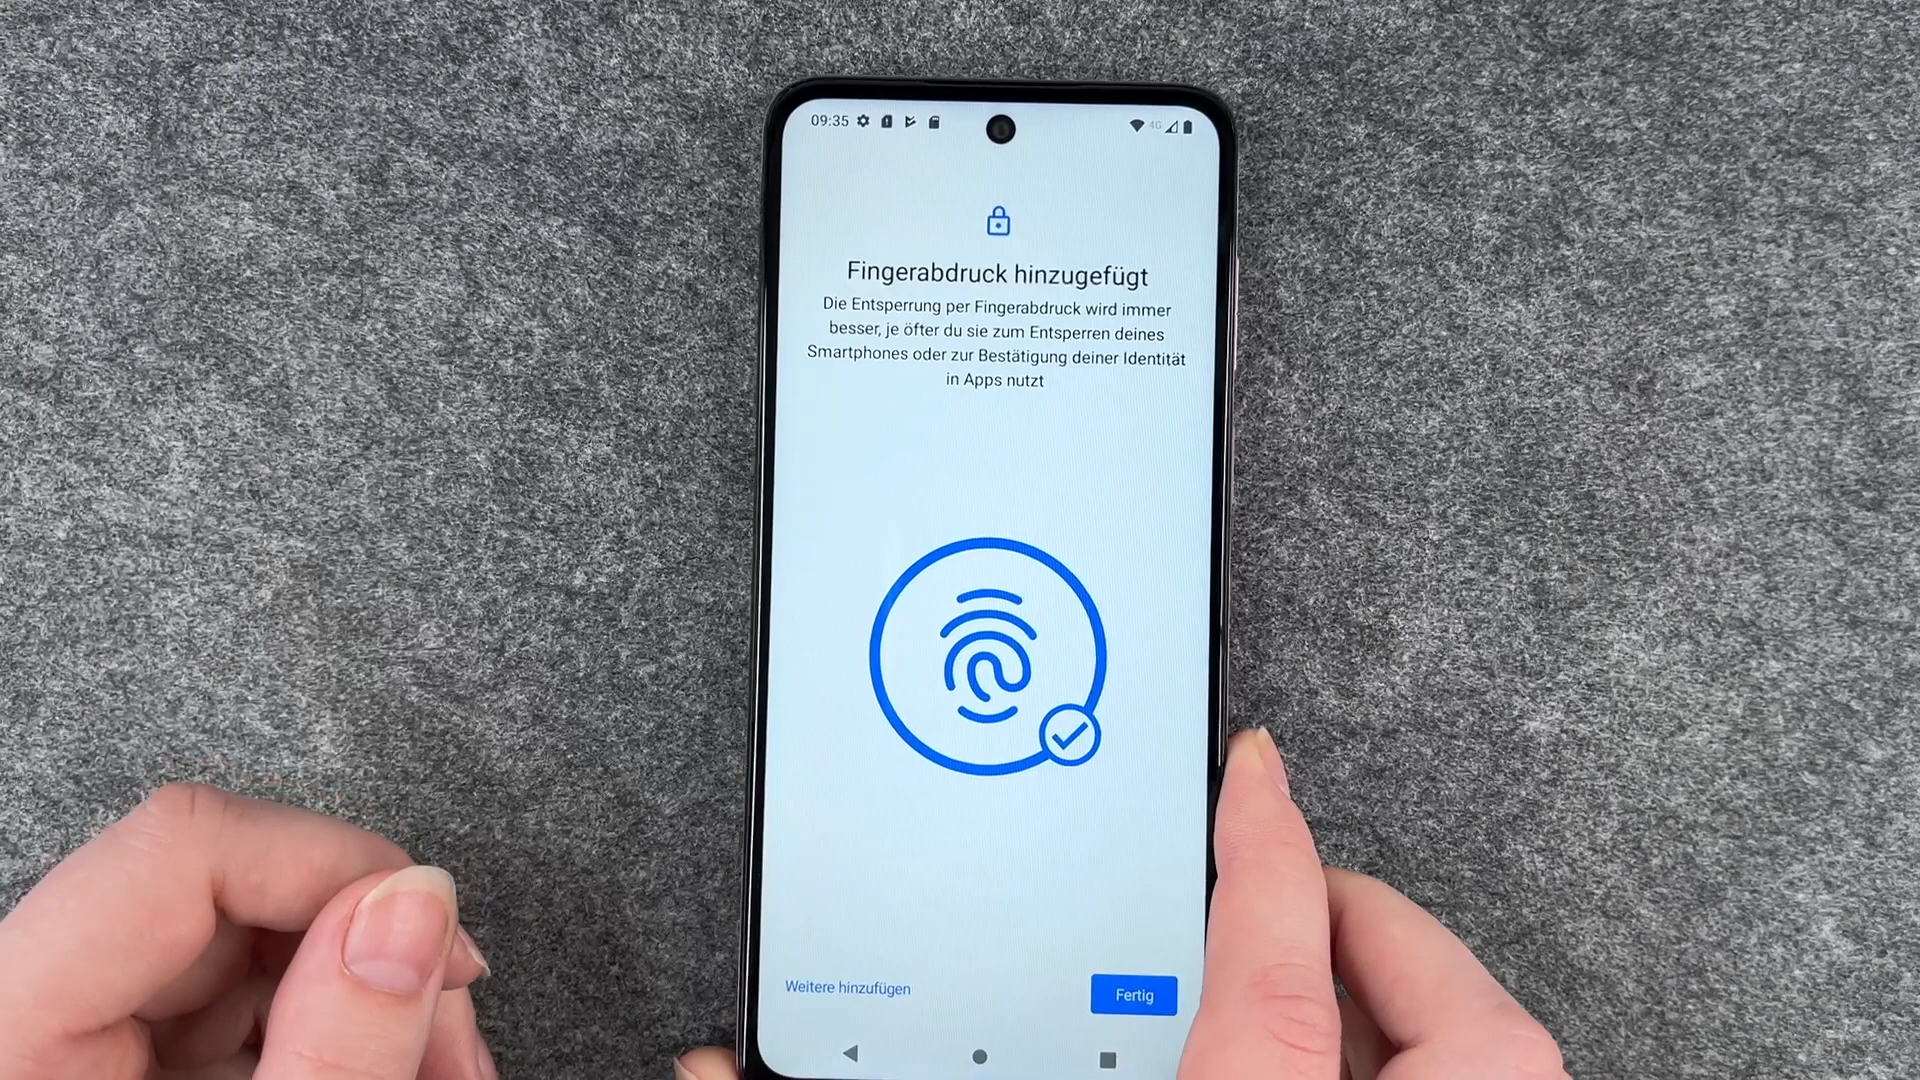 09:35
4G
Fingerabdruck hinzugefügt
Die Entsperrung per Fingerabdruck wird immer
besser, je öfter du sie zum Entsperren deines
Smartphones oder zur Bestätigung deiner Identität
in Apps nutzt
Weitere hinzufügen
Fertig